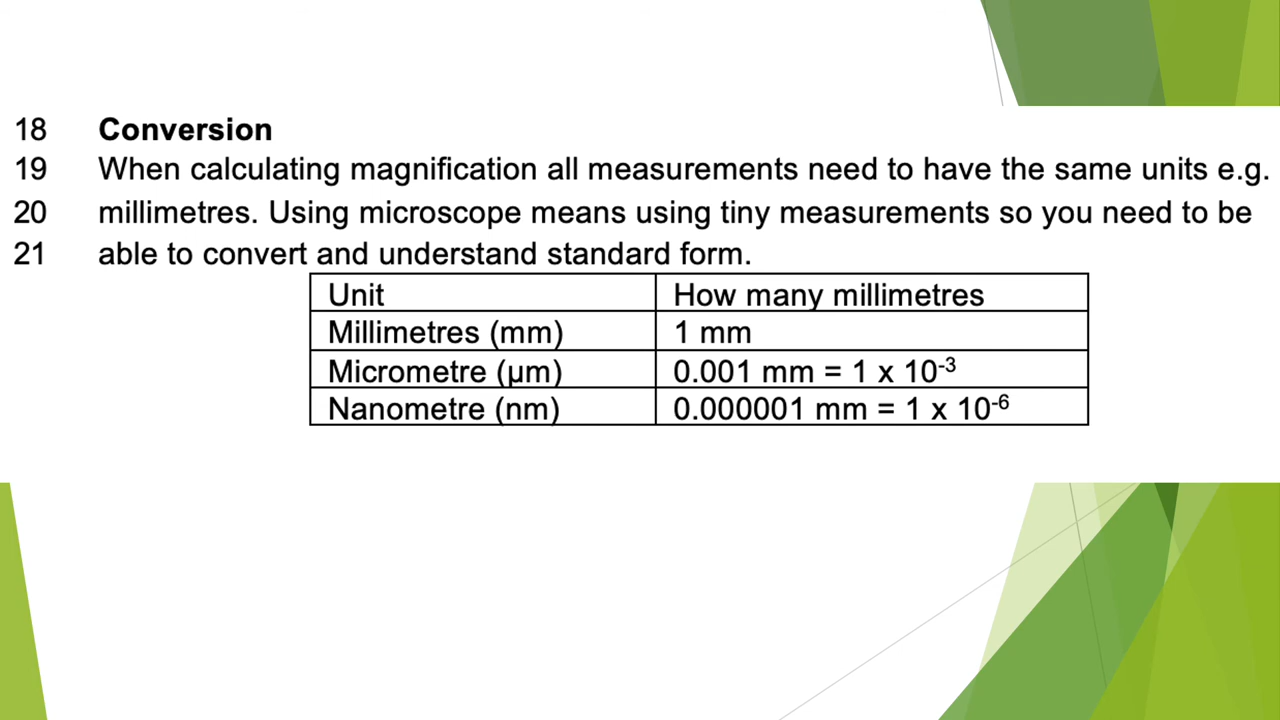 18 Conversion
19 When calculating magnification all measurements need to have the same units e.g.
20 millimetres. Using microscope means using tiny measurements so you need to be
21 able to convert and understand standard form.
Unit How many millimetres
Millimetres (mm) 1 mm
Micrometre (μm) 0.001 mm = 1 x 10⁻³
Nanometre (nm) 0.000001 mm = 1 x 10⁻⁶